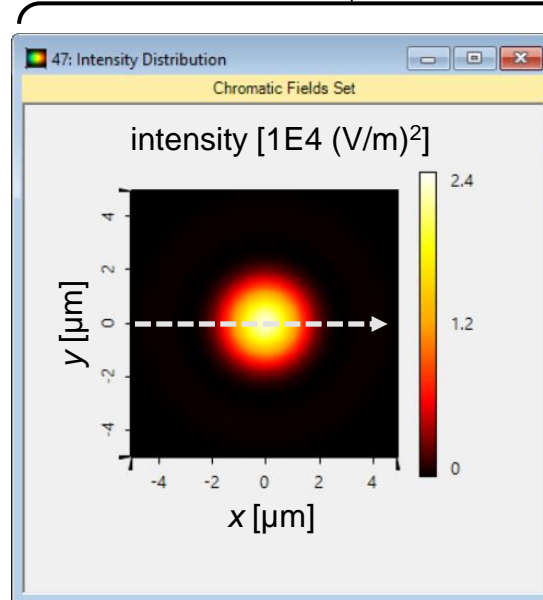 47: Intensity Distribution
Chromatic Fields Set
intensity [1E4 (V/m)²]
2.4
1.2
0
4
2
0
-2
-4
y [µm]
-4 -2 0 2 4
x [µm]